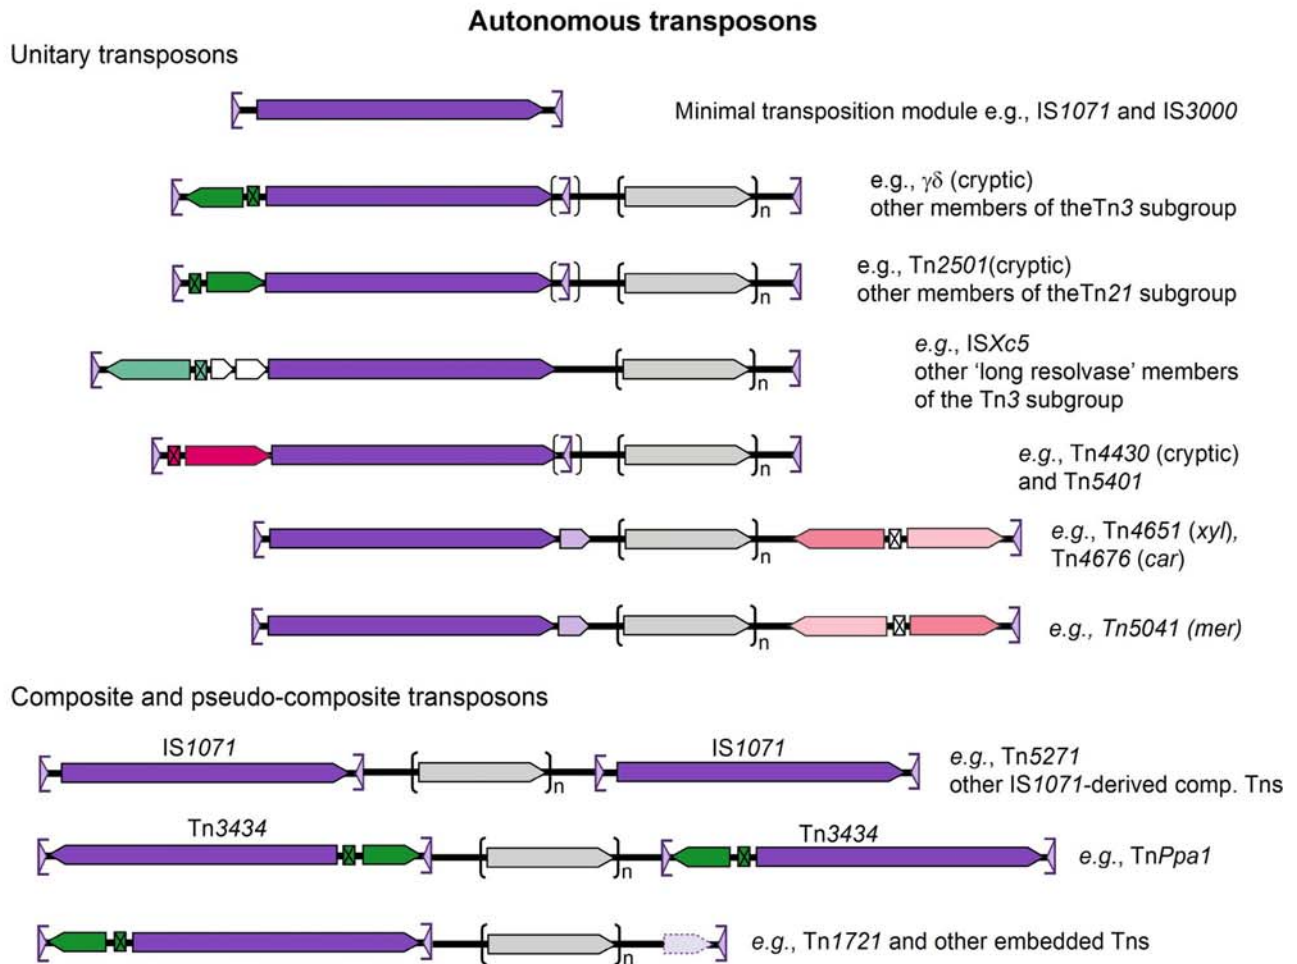 Autonomous transposons
Unitary transposons
Minimal transposition module e.g., IS1071 and IS3000
e.g., γδ (cryptic)
other members of theTn3 subgroup
n
e.g., Tn2501(cryptic)
other members of theTn21 subgroup
n
e.g., ISXc5
other ‘long resolvase’ members
of the Tn3 subgroup
n
e.g., Tn4430 (cryptic)
and Tn5401
n
e.g., Tn4651 (xyl),
Tn4676 (car)
n
e.g., Tn5041 (mer)
n
Composite and pseudo-composite transposons
IS1071 IS1071
e.g., Tn5271
other IS1071-derived comp. Tns
n
Tn3434 Tn3434
e.g., TnPpa1
n
e.g., Tn1721 and other embedded Tns
n